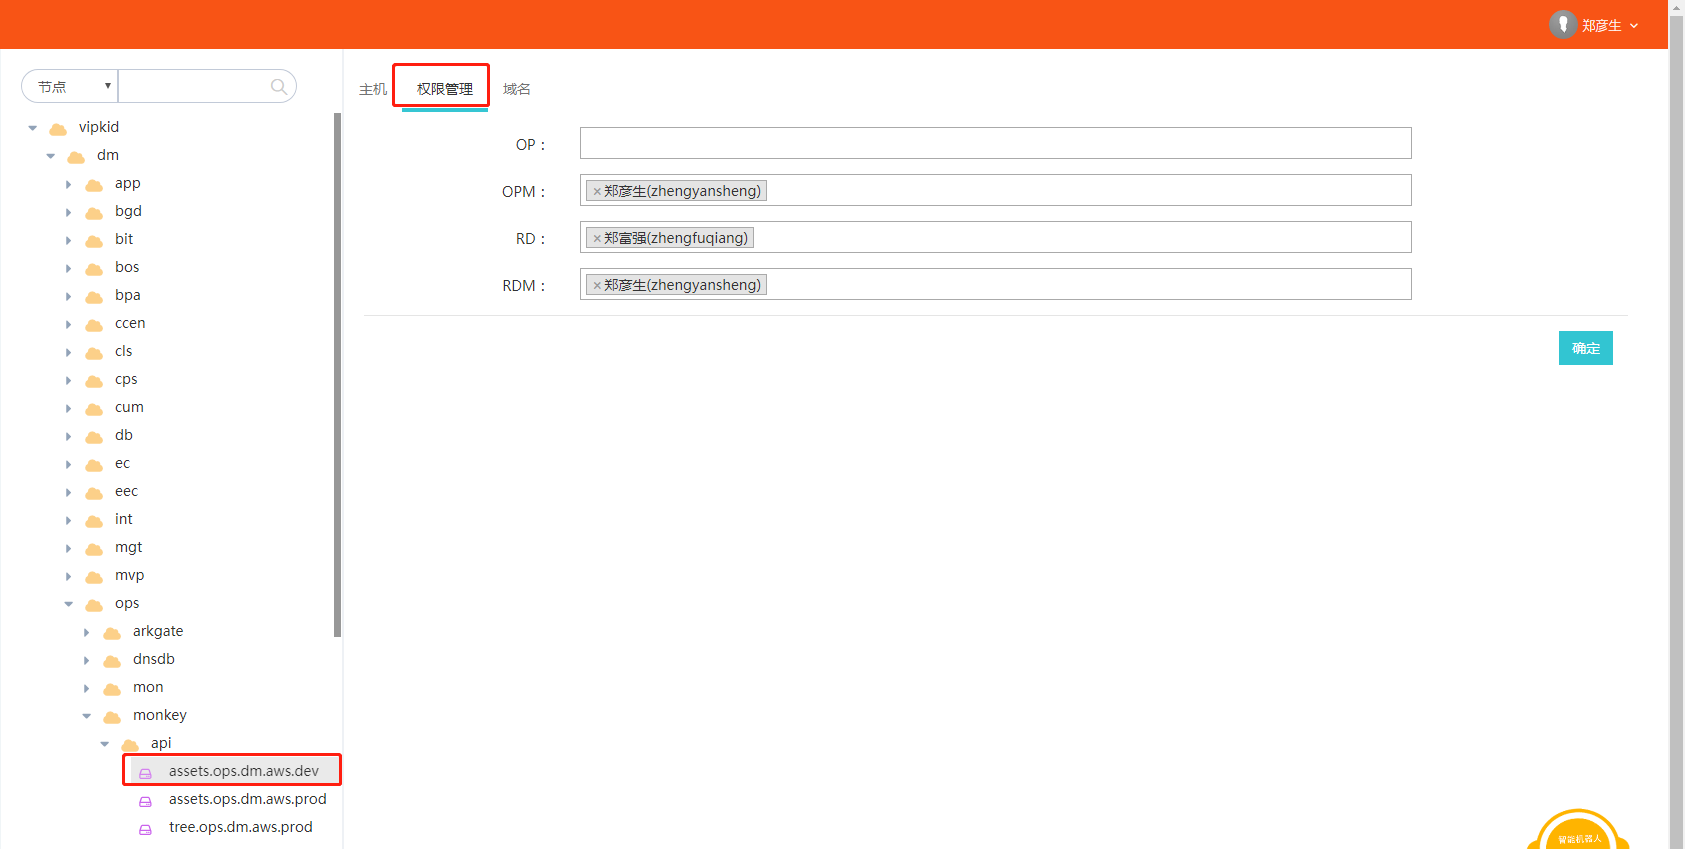 郑彦生
节点
主机 权限管理 域名
vipkid
dm
app
bgd
bit
bos
bpa
ccen
cls
cps
cum
db
ec
eec
int
mgt
mvp
ops
arkgate
dnsdb
mon
monkey
api
assets.ops.dm.aws.dev
assets.ops.dm.aws.prod
tree.ops.dm.aws.prod
OP：
OPM： ×郑彦生(zhengyansheng)
RD： ×郑富强(zhengfuqiang)
RDM： ×郑彦生(zhengyansheng)
确定
智能机器人